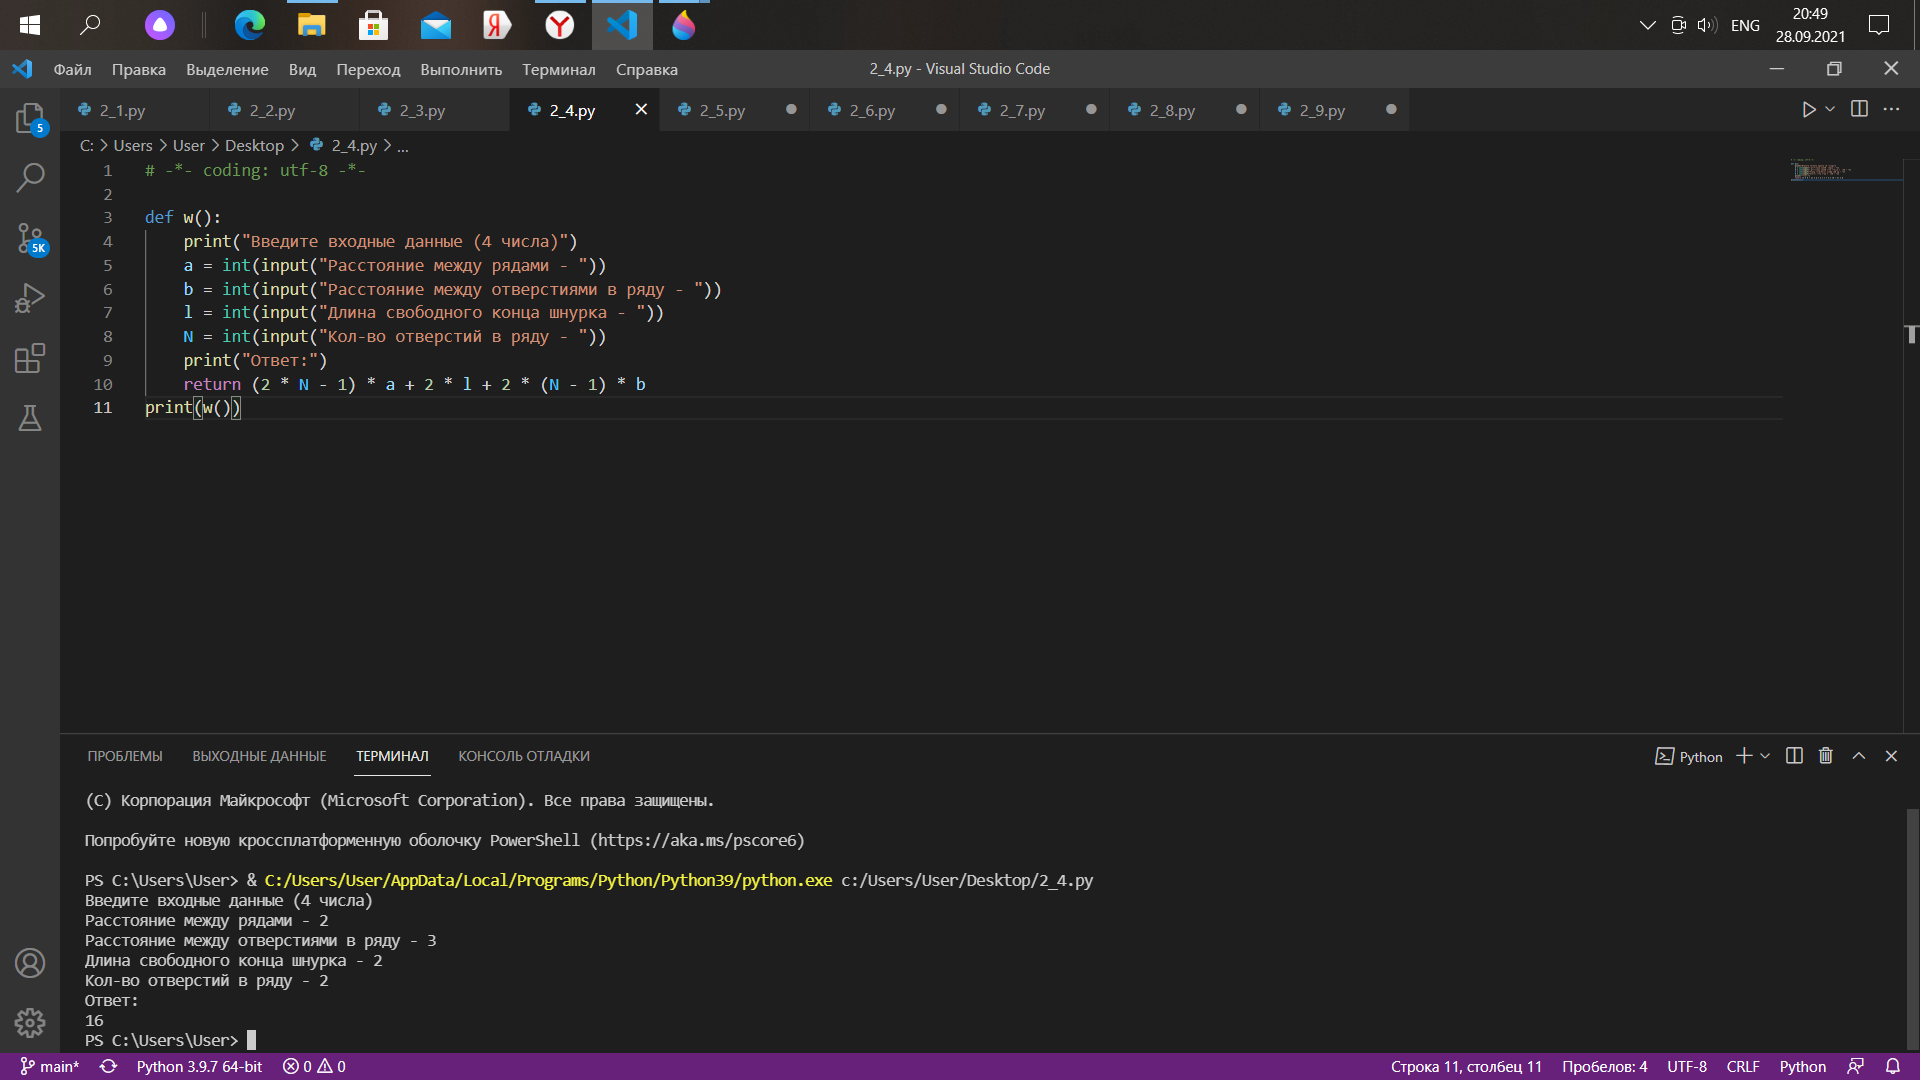 ENG
20:49
28.09.2021
Файл Правка Выделение Вид Переход Выполнить Терминал Справка
2_4.py - Visual Studio Code
2_1.py 2_2.py 2_3.py 2_4.py 2_5.py 2_6.py 2_7.py 2_8.py 2_9.py
C: > Users > User > Desktop > 2_4.py > ...
5
5K
1 # -*- coding: utf-8 -*-
2
3 def w():
4     print("Введите входные данные (4 числа)")
5     a = int(input("Расстояние между рядами - "))
6     b = int(input("Расстояние между отверстиями в ряду - "))
7     l = int(input("Длина свободного конца шнурка - "))
8     N = int(input("Кол-во отверстий в ряду - "))
9     print("Ответ:")
10     return (2 * N - 1) * a + 2 * l + 2 * (N - 1) * b
11 print(w())
ПРОБЛЕМЫ ВЫХОДНЫЕ ДАННЫЕ ТЕРМИНАЛ КОНСОЛЬ ОТЛАДКИ
Python
(C) Корпорация Майкрософт (Microsoft Corporation). Все права защищены.
Попробуйте новую кроссплатформенную оболочку PowerShell (https://aka.ms/pscore6)
PS C:\Users\User> & C:/Users/User/AppData/Local/Programs/Python/Python39/python.exe c:/Users/User/Desktop/2_4.py
Введите входные данные (4 числа)
Расстояние между рядами - 2
Расстояние между отверстиями в ряду - 3
Длина свободного конца шнурка - 2
Кол-во отверстий в ряду - 2
Ответ:
16
PS C:\Users\User>
main* Python 3.9.7 64-bit 0 0 Строка 11, столбец 11 Пробелов: 4 UTF-8 CRLF Python